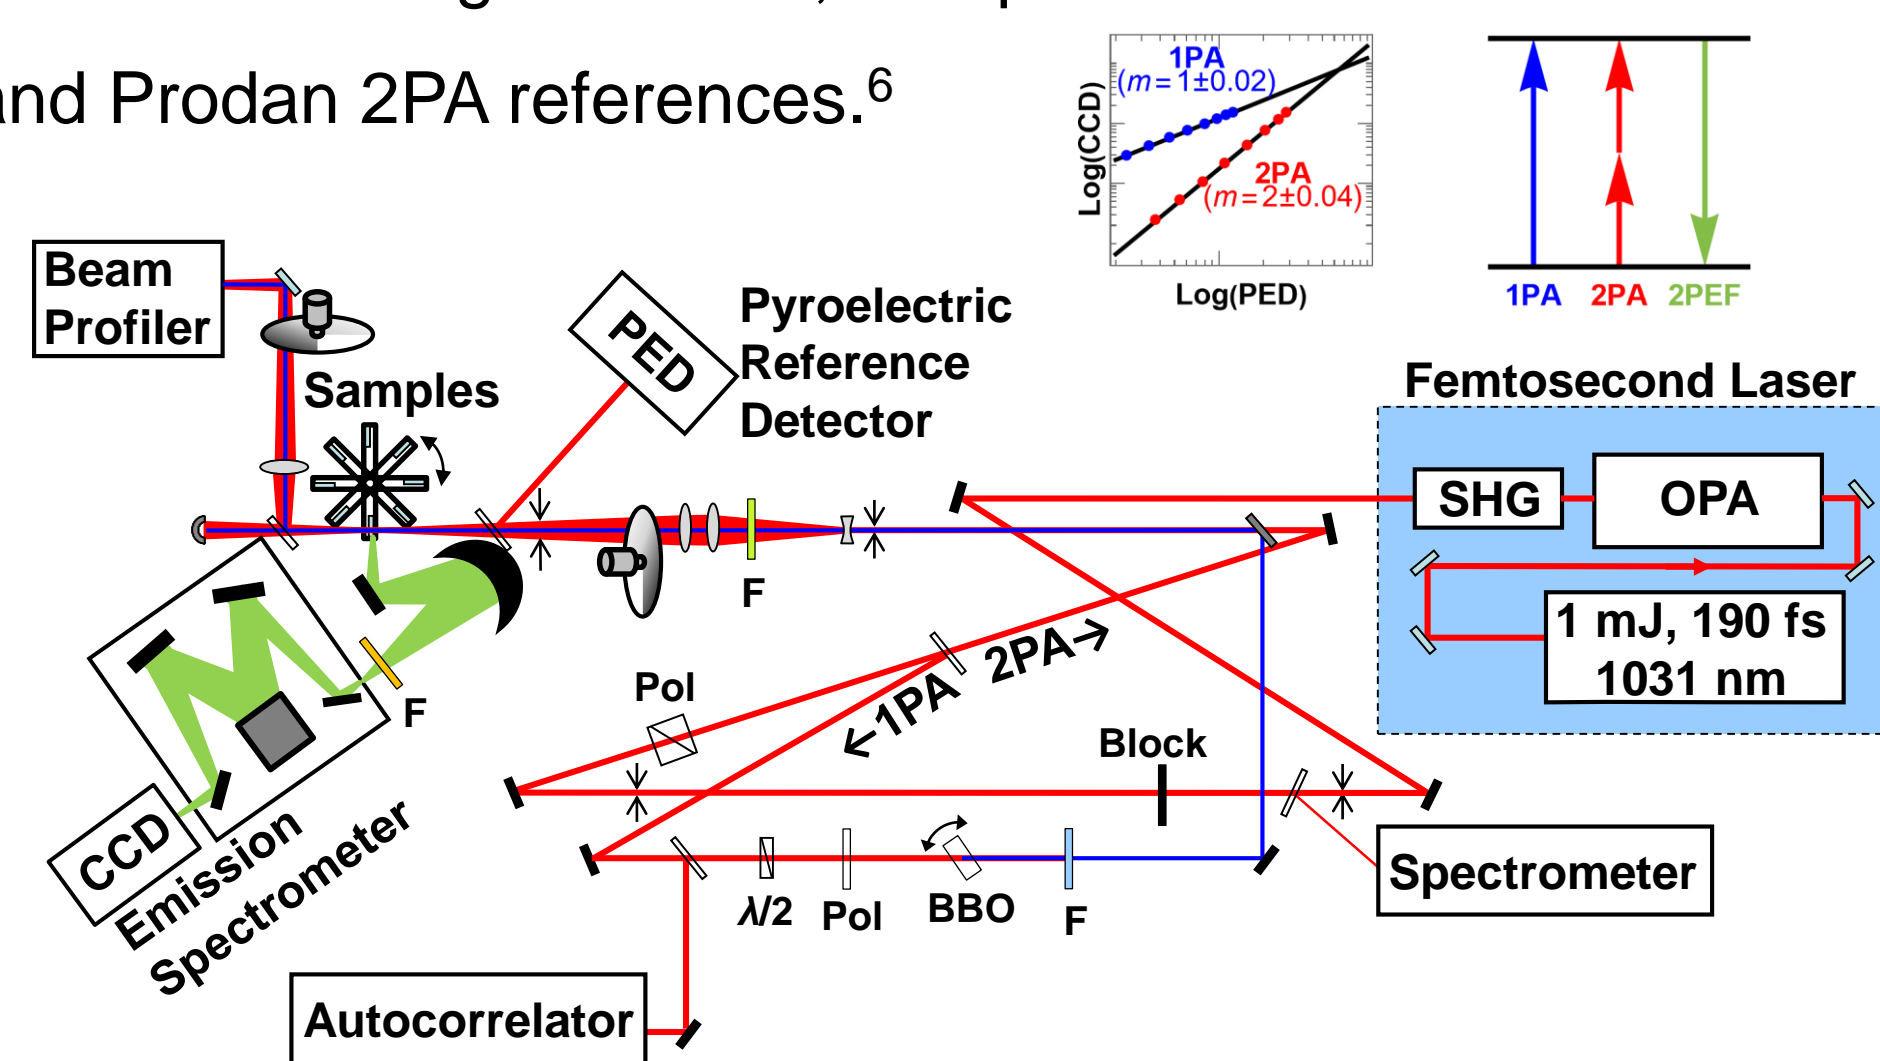 and Prodan 2PA references.6
1PA
(m=1±0.02)
2PA
(m=2±0.04)
Log(CCD)
Log(PED)
1PA 2PA 2PEF
Beam
Profiler
Samples
PED
Pyroelectric
Reference
Detector
Femtosecond Laser
SHG
OPA
1 mJ, 190 fs
1031 nm
F
2PA→
←1PA
Pol
F
Block
CCD
Emission
Spectrometer
λ/2
Pol
BBO
F
Spectrometer
Autocorrelator